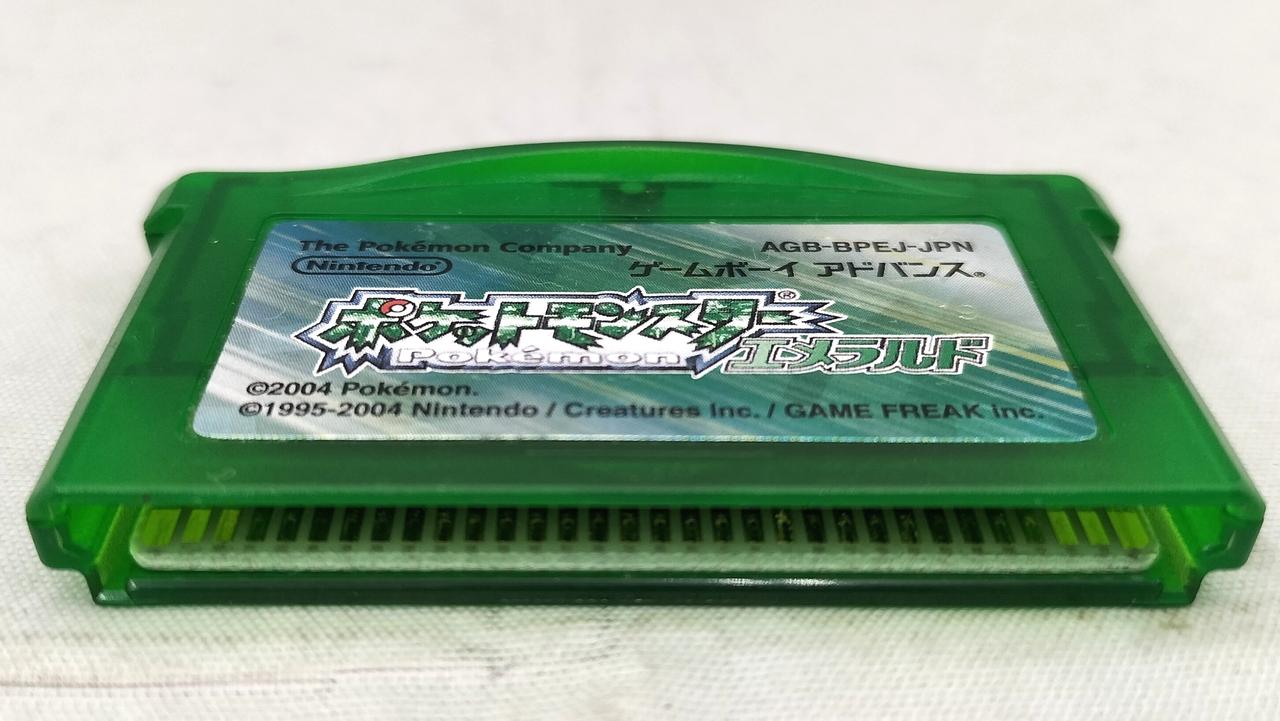 The Pokémon Company AGB-BPEJ-JPN
Nintendo® ゲームボーイ アドバンス®
ポケットモンスター®
Pokémon エメラルド
©2004 Pokémon.
©1995-2004 Nintendo / Creatures Inc. / GAME FREAK inc.